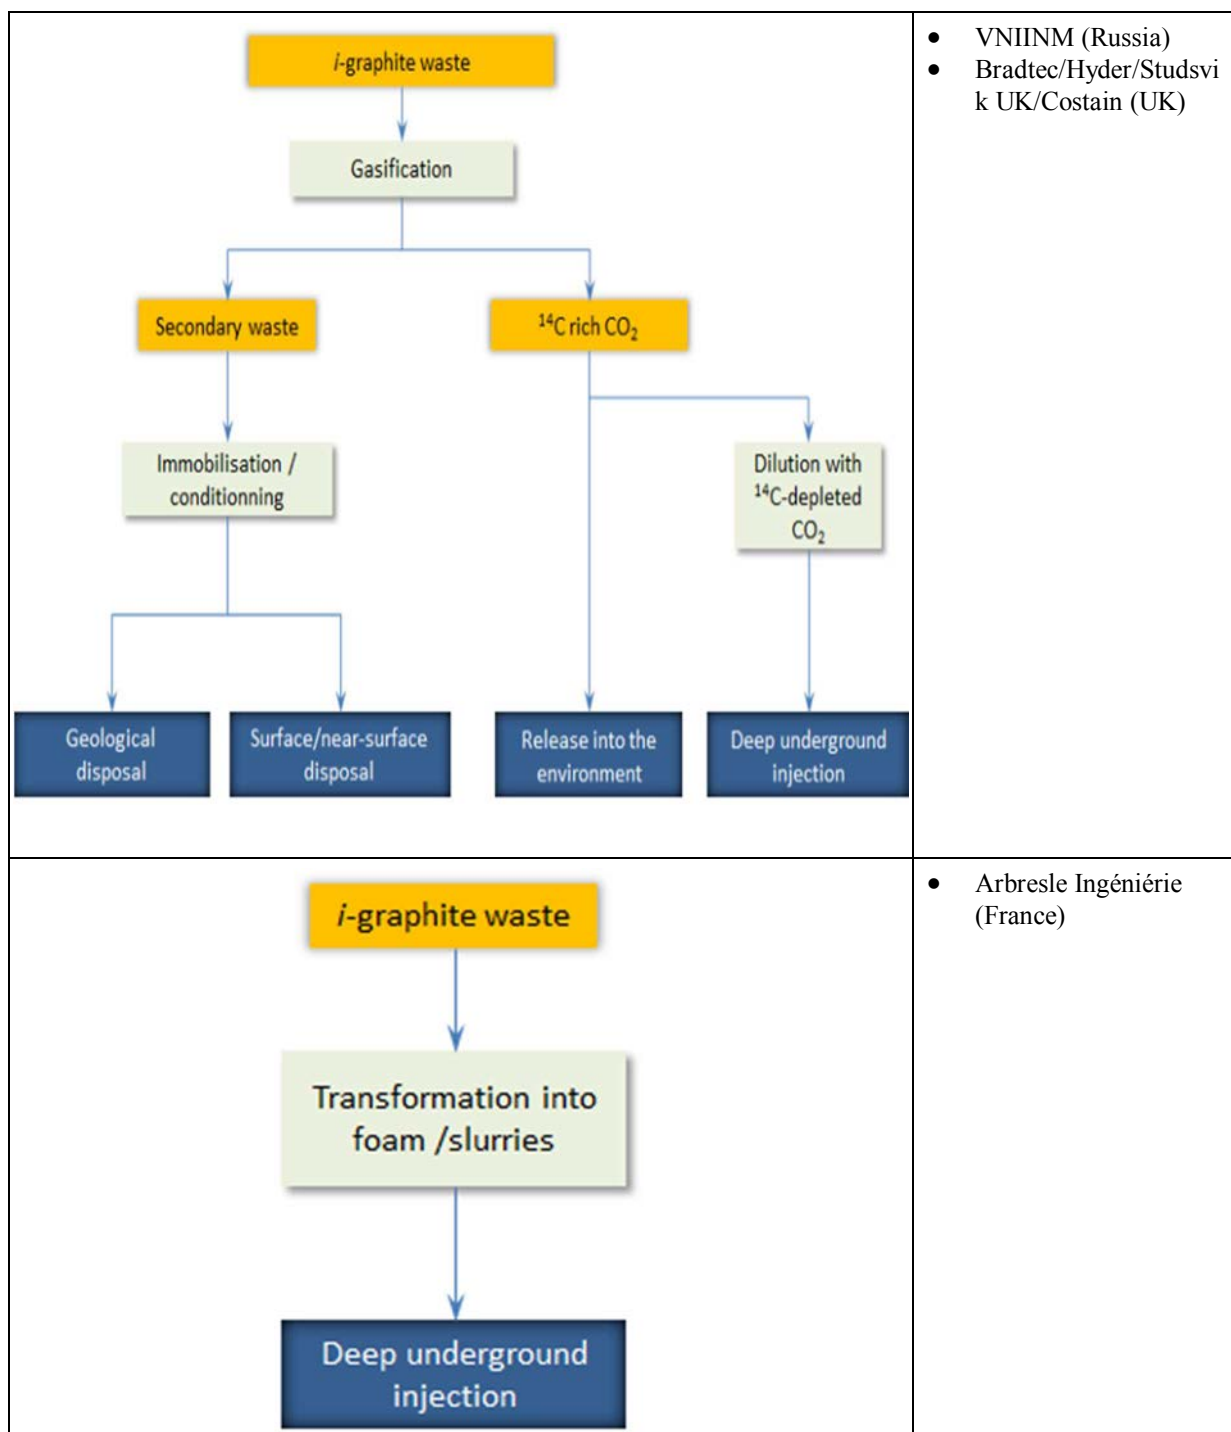 i-graphite waste
Gasification
Secondary waste
14C rich CO2
Immobilisation /
conditionning
Dilution with
14C-depleted
CO2
Geological
disposal
Surface/near-surface
disposal
Release into the
environment
Deep underground
injection
• VNIINM (Russia)
• Bradtec/Hyder/Studsvi
k UK/Costain (UK)
i-graphite waste
Transformation into
foam /slurries
Deep underground
injection
• Arbresle Ingéniérie
(France)